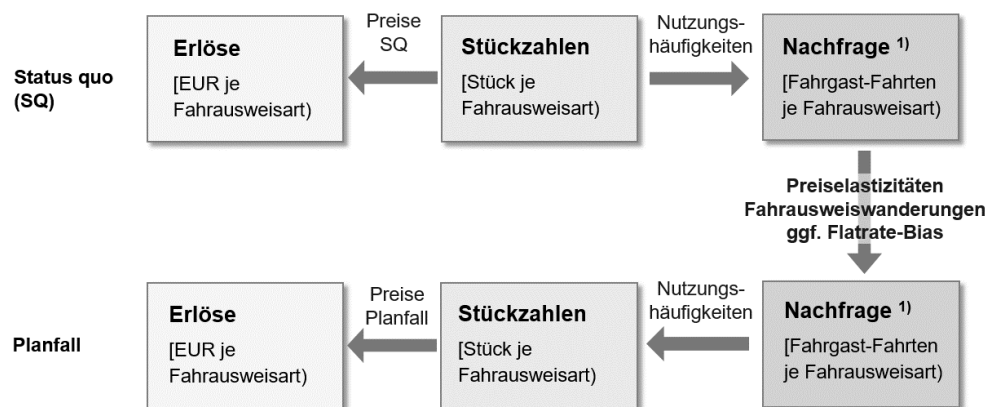 Status quo
(SQ)
Erlöse
[EUR je
Fahrausweisart)
Preise
SQ
Stückzahlen
[Stück je
Fahrausweisart)
Nutzungs-
häufigkeiten
Nachfrage 1)
[Fahrgast-Fahrten
je Fahrausweisart)
Preiselastizitäten
Fahrausweiswanderungen
ggf. Flatrate-Bias
Planfall
Erlöse
[EUR je
Fahrausweisart)
Preise
Planfall
Stückzahlen
[Stück je
Fahrausweisart)
Nutzungs-
häufigkeiten
Nachfrage 1)
[Fahrgast-Fahrten
je Fahrausweisart)